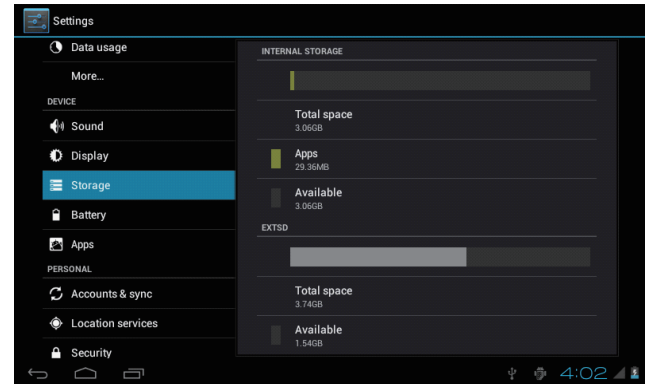 Settings
Data usage
More...
DEVICE
Sound
Display
Storage
Battery
Apps
PERSONAL
Accounts & sync
Location services
Security
INTERNAL STORAGE
Total space
3.06GB
Apps
29.36MB
Available
3.06GB
EXTSD
Total space
3.74GB
Available
1.54GB
4:02